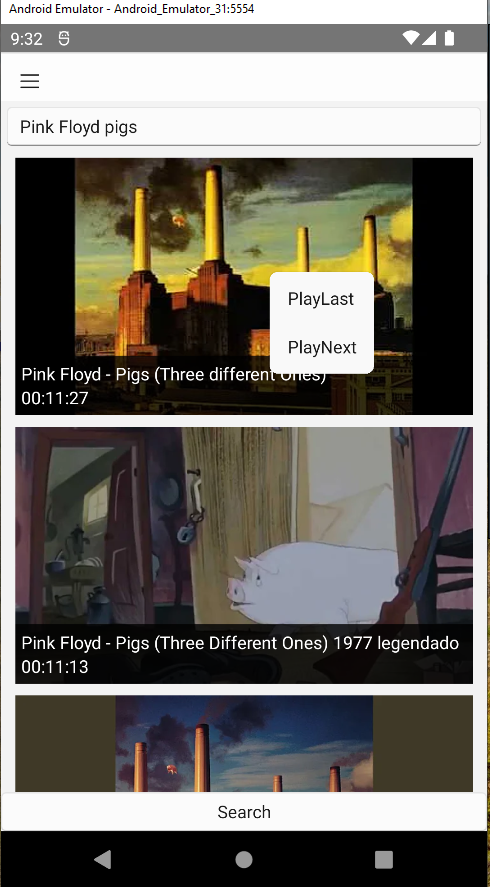 Android Emulator - Android_Emulator_31:5554
9:32
Pink Floyd pigs
PlayLast
PlayNext
Pink Floyd - Pigs (Three different Ones)
00:11:27
Pink Floyd - Pigs (Three Different Ones) 1977 legendado
00:11:13
Search